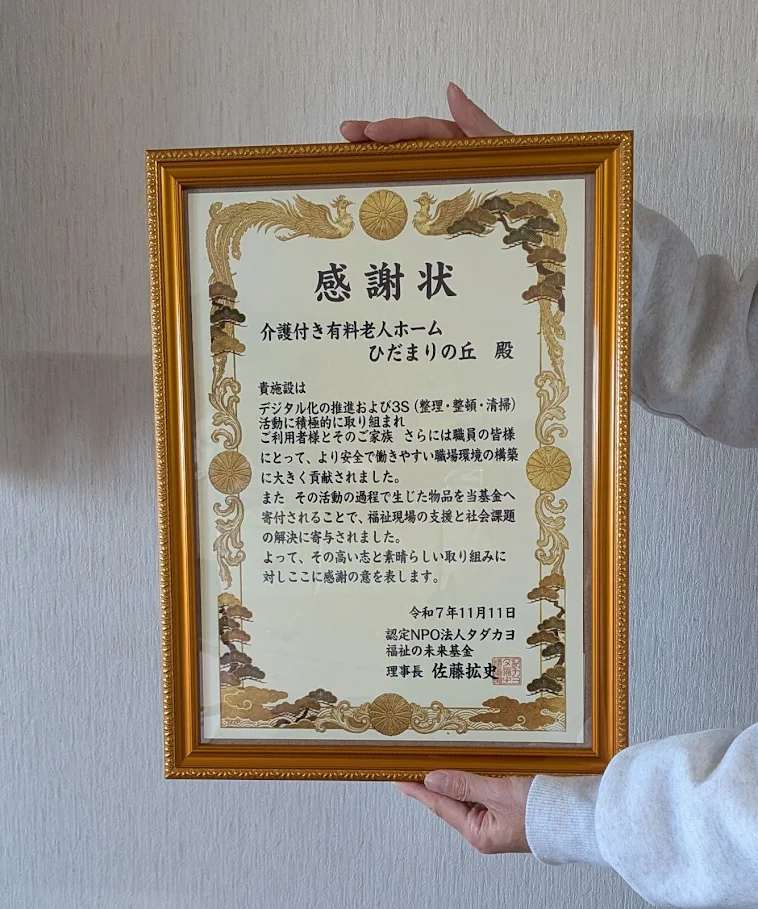 感謝状
介護付き有料老人ホーム
ひだまりの丘 殿
貴施設は
デジタル化の推進および3S（整理・整頓・清掃）
活動に積極的に取り組まれ
ご利用者様とそのご家族 さらには職員の皆様
にとって、より安全で働きやすい職場環境の構築
に大きく貢献されました。
また その活動の過程で生じた物品を当基金へ
寄付されることで、福祉現場の支援と社会課題
の解決に寄与されました。
よって、その高い志と素晴らしい取り組みに
対しここに感謝の意を表します。
令和7年11月11日
認定NPO法人タダカヨ
福祉の未来基金
理事長 佐藤拡史